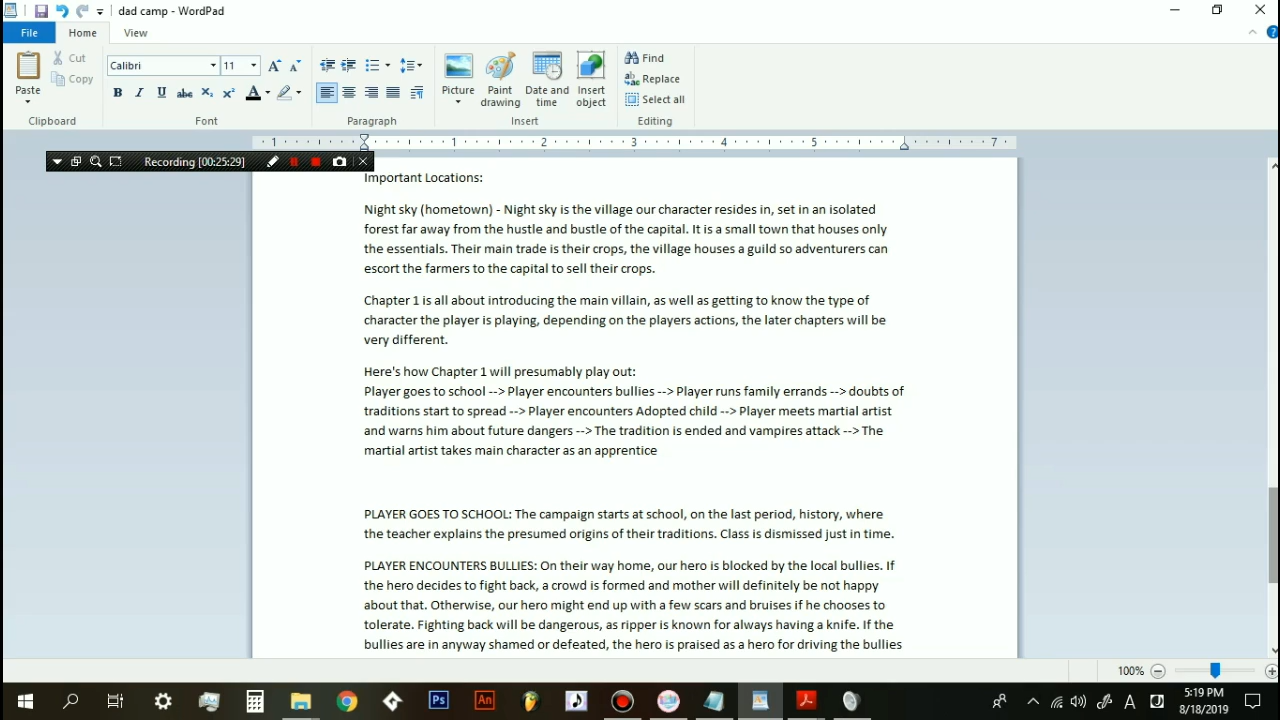 dad camp - WordPad
File Home View
Cut
Copy
Paste
Clipboard
Calibri 11
B I U abc X₂ X² A
Font
Paragraph
Picture
Paint drawing
Date and time
Insert object
Insert
Find
Replace
Select all
Editing
1 1 2 3 4 5 7
Recording [00:25:29]
Important Locations:
Night sky (hometown) - Night sky is the village our character resides in, set in an isolated
forest far away from the hustle and bustle of the capital. It is a small town that houses only
the essentials. Their main trade is their crops, the village houses a guild so adventurers can
escort the farmers to the capital to sell their crops.
Chapter 1 is all about introducing the main villain, as well as getting to know the type of
character the player is playing, depending on the players actions, the later chapters will be
very different.
Here's how Chapter 1 will presumably play out:
Player goes to school --> Player encounters bullies --> Player runs family errands --> doubts of
traditions start to spread --> Player encounters Adopted child --> Player meets martial artist
and warns him about future dangers --> The tradition is ended and vampires attack --> The
martial artist takes main character as an apprentice
PLAYER GOES TO SCHOOL: The campaign starts at school, on the last period, history, where
the teacher explains the presumed origins of their traditions. Class is dismissed just in time.
PLAYER ENCOUNTERS BULLIES: On their way home, our hero is blocked by the local bullies. If
the hero decides to fight back, a crowd is formed and mother will definitely be not happy
about that. Otherwise, our hero might end up with a few scars and bruises if he chooses to
tolerate. Fighting back will be dangerous, as ripper is known for always having a knife. If the
bullies are in anyway shamed or defeated, the hero is praised as a hero for driving the bullies
100%
Ps An
A
5:19 PM
8/18/2019